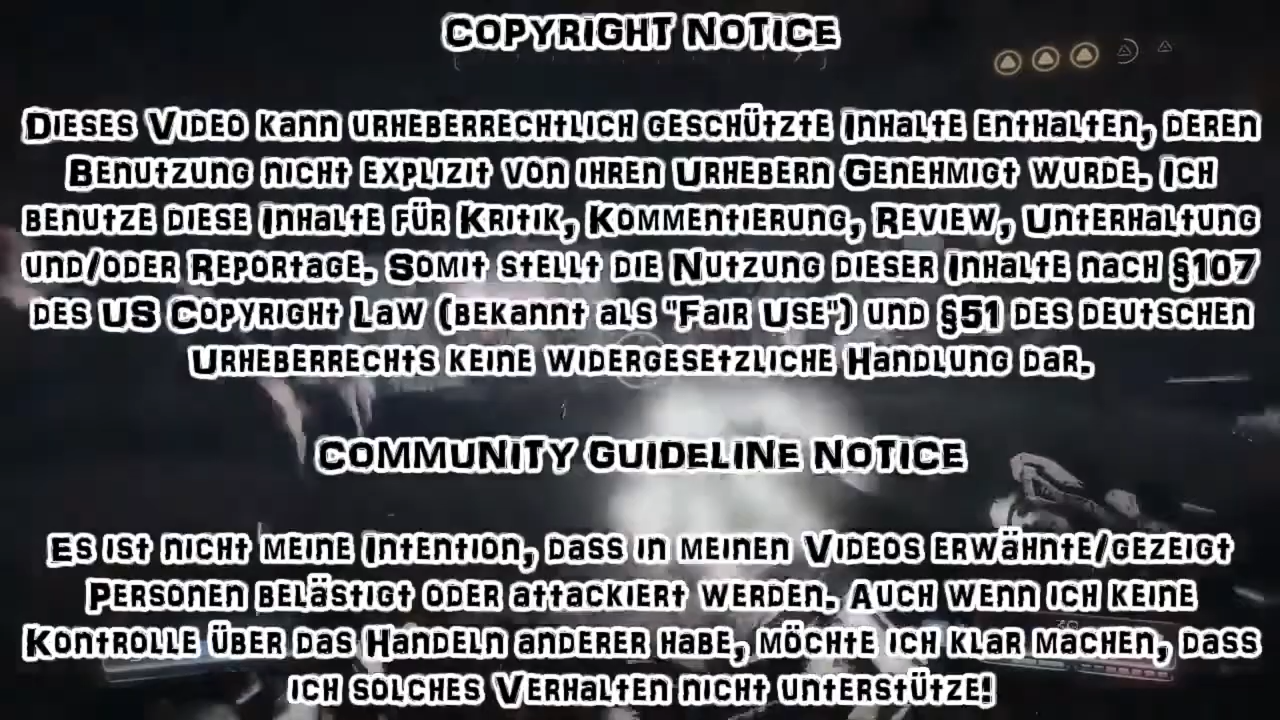 COPYRIGHT NOTICE
Dieses Video kann urheberrechtlich geschützte Inhalte enthalten, deren
Benutzung nicht explizit von ihren Urhebern Genehmigt wurde. Ich
benutze diese Inhalte für Kritik, Kommentierung, Review, Unterhaltung
und/oder Reportage. Somit stellt die Nutzung dieser Inhalte nach §107
des US Copyright Law (bekannt als "Fair Use") und §51 des deutschen
Urheberrechts keine widergesetzliche Handlung dar.
COMMUNITY GUIDELINE NOTICE
Es ist nicht meine Intention, dass in meinen Videos erwähnte/gezeigt
Personen belästigt oder attackiert werden. Auch wenn ich keine
Kontrolle über das Handeln anderer habe, möchte ich klar machen, dass
ich solches Verhalten nicht unterstütze!